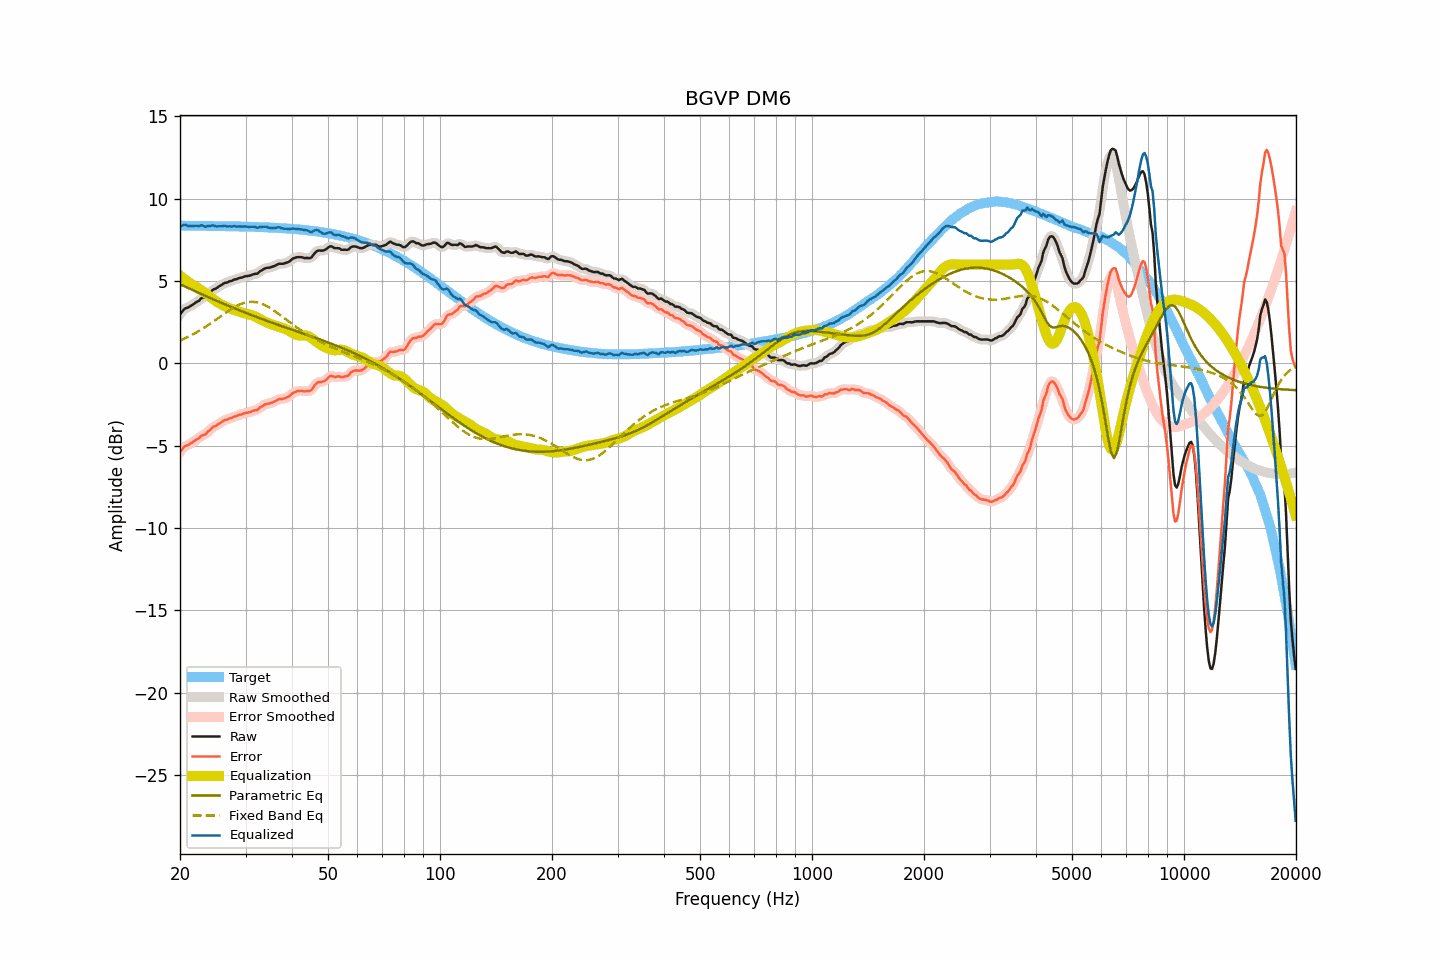 BGVP DM6
15
10
5
0
−5
−10
−15
−20
−25
Amplitude (dBr)
Target
Raw Smoothed
Error Smoothed
Raw
Error
Equalization
Parametric Eq
Fixed Band Eq
Equalized
20 50 100 200 500 1000 2000 5000 10000 20000
Frequency (Hz)